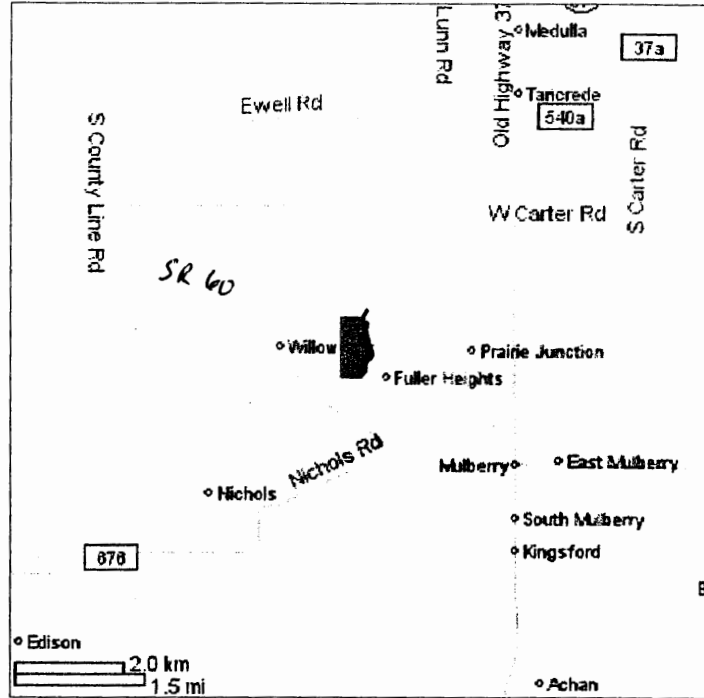 Lunn Rd
Old Highway 37
Medulla
37a
Tancrede
540a
Ewell Rd
S County Line Rd
S Carter Rd
W Carter Rd
SR 60
Willow
Prairie Junction
Fuller Heights
Nichols Rd
Mulberry
East Mulberry
Nichols
South Mulberry
Kingsford
676
Edison
2.0 km
1.5 mi
Achan